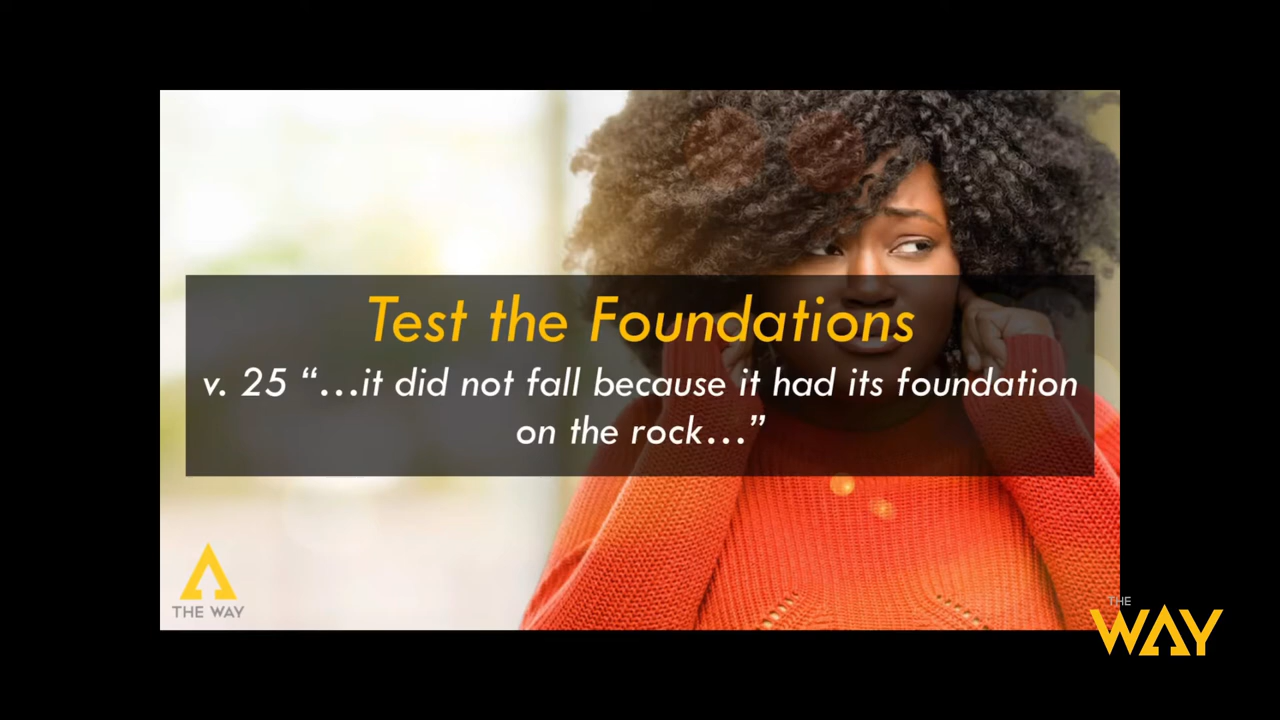 Test the Foundations
v. 25 “...it did not fall because it had its foundation
on the rock...”
THE WAY
THE
WAY